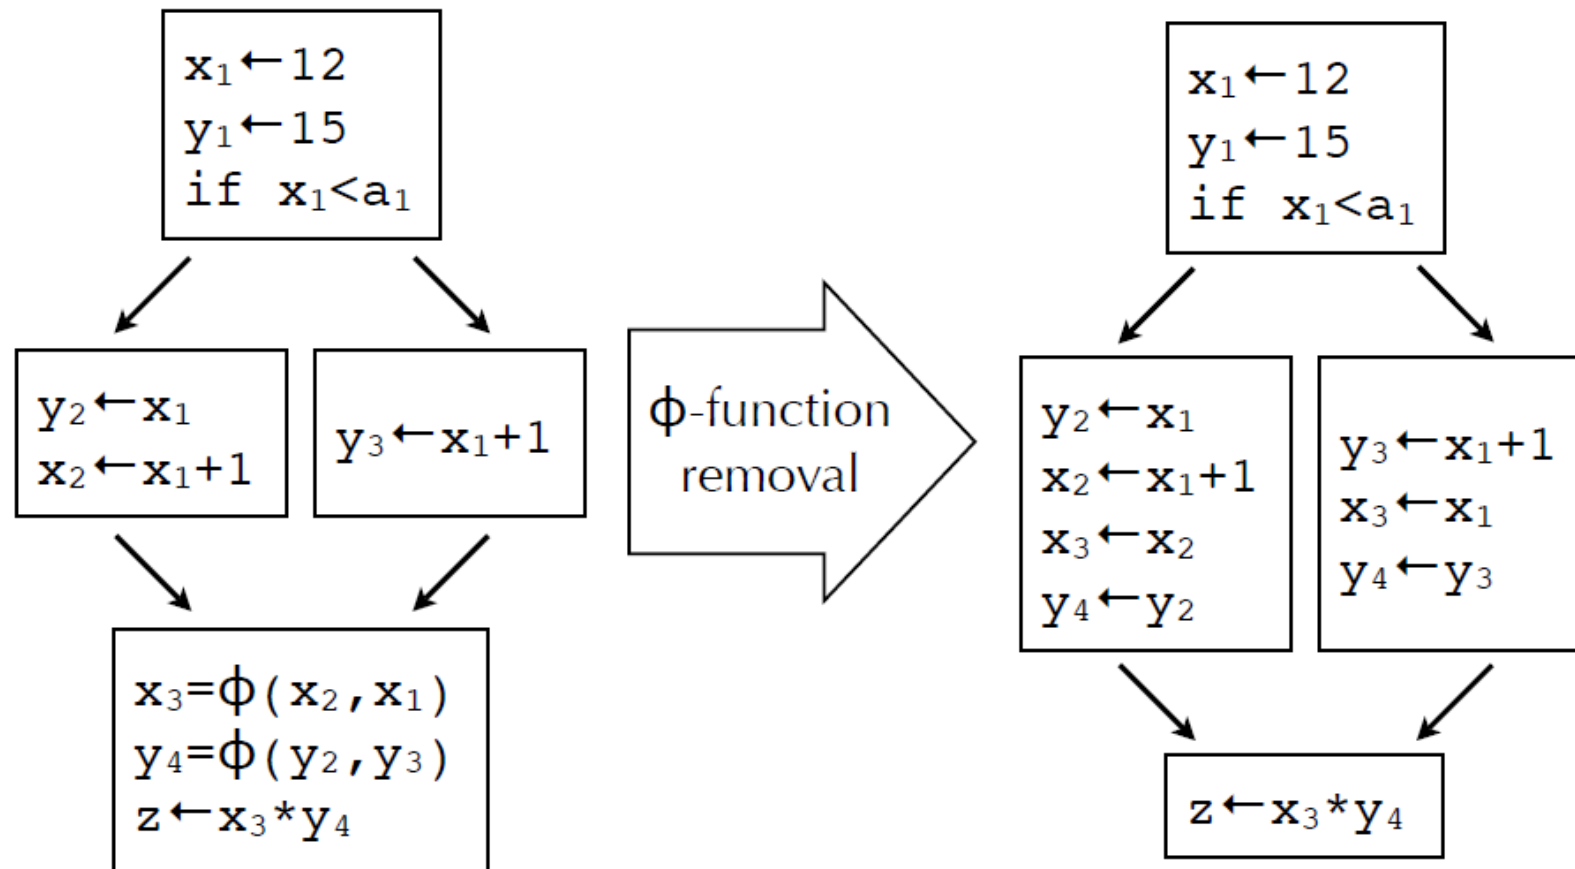 x₁←12
y₁←15
if x₁<a₁
y₂←x₁
x₂←x₁+1
y₃←x₁+1
x₃=ϕ(x₂,x₁)
y₄=ϕ(y₂,y₃)
z←x₃*y₄
ϕ-function
removal
x₁←12
y₁←15
if x₁<a₁
y₂←x₁
x₂←x₁+1
x₃←x₂
y₄←y₂
y₃←x₁+1
x₃←x₁
y₄←y₃
z←x₃*y₄